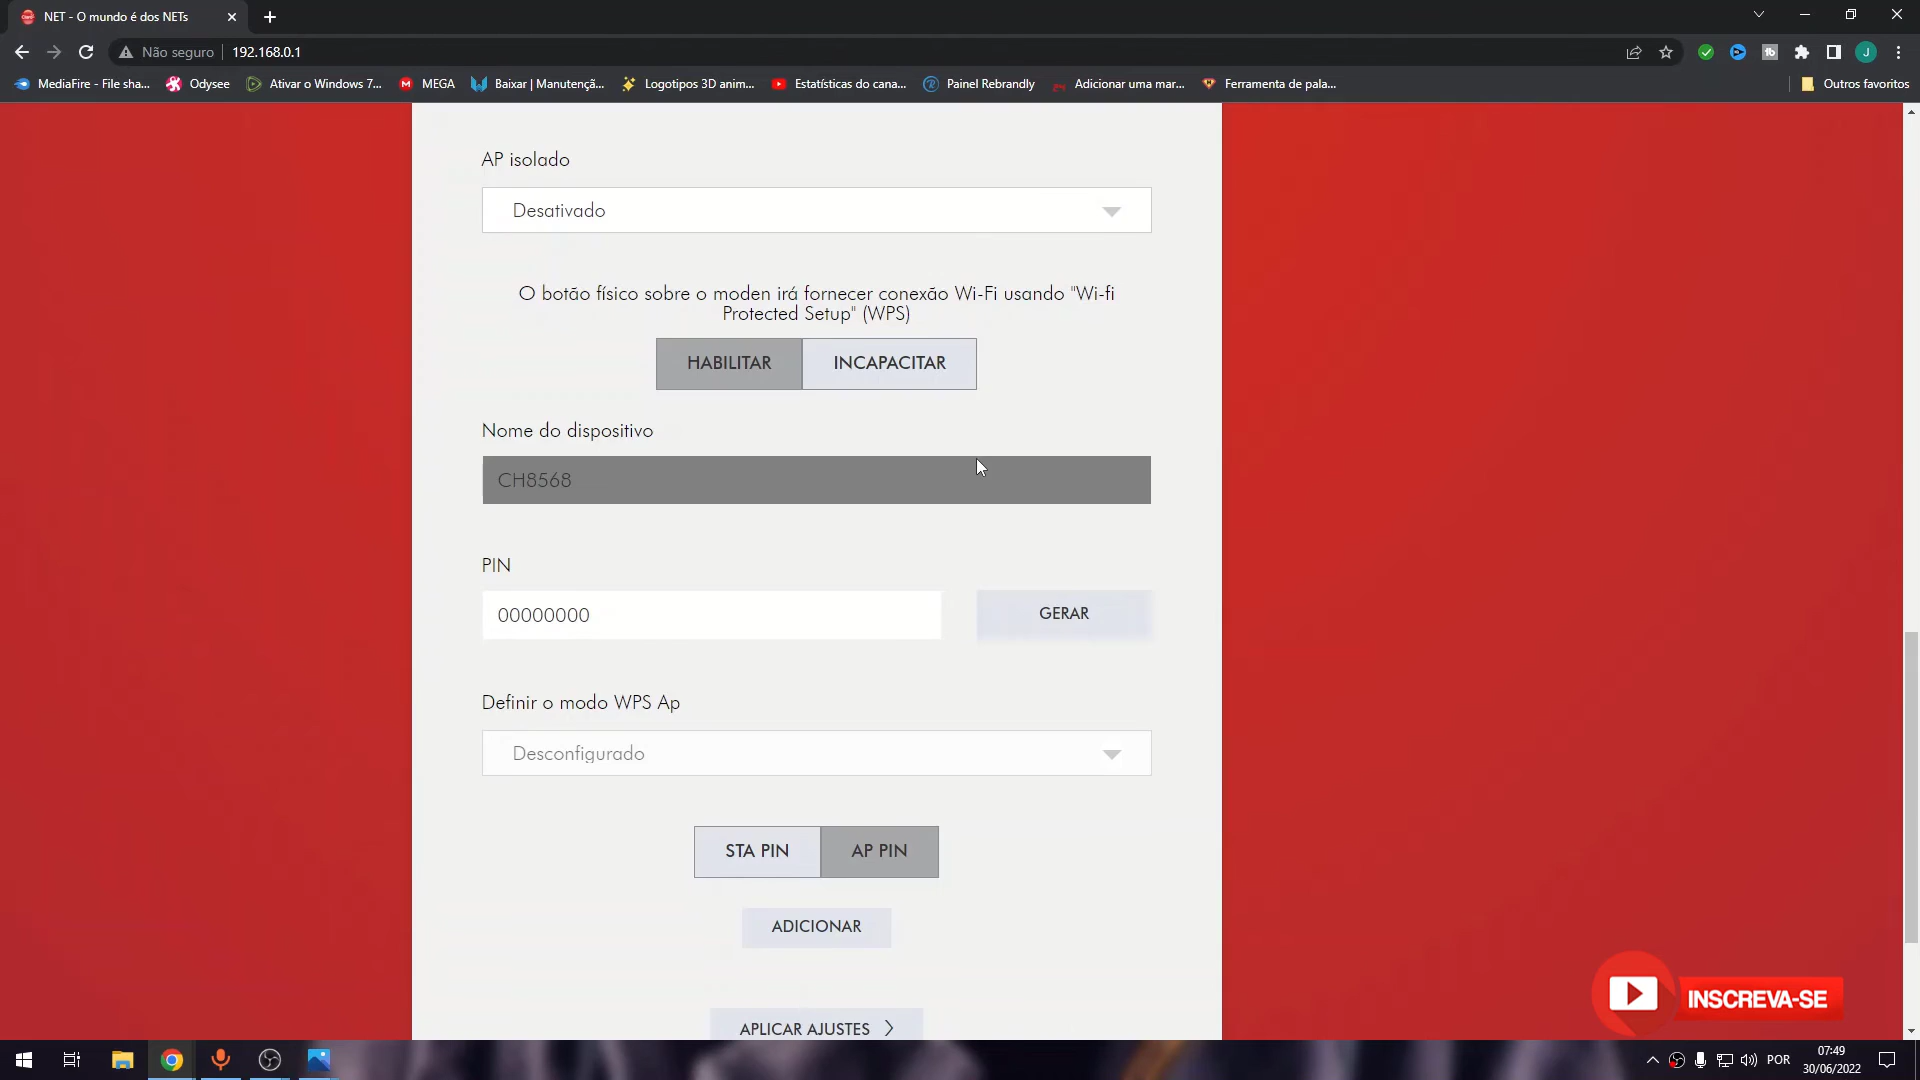 NET - O mundo é dos NETs
Não seguro
192.168.0.1
MediaFire - File sha...
Odysee
Ativar o Windows 7...
MEGA
Baixar | Manutençã...
Logotipos 3D anim...
Estatísticas do cana...
Painel Rebrandly
Adicionar uma mar...
Ferramenta de pala...
Outros favoritos
AP isolado
Desativado
O botão físico sobre o moden irá fornecer conexão Wi-Fi usando "Wi-fi
Protected Setup" (WPS)
HABILITAR
INCAPACITAR
Nome do dispositivo
CH8568
PIN
00000000
GERAR
Definir o modo WPS Ap
Desconfigurado
STA PIN
AP PIN
ADICIONAR
APLICAR AJUSTES
INSCREVA-SE
POR
07:49
30/06/2022